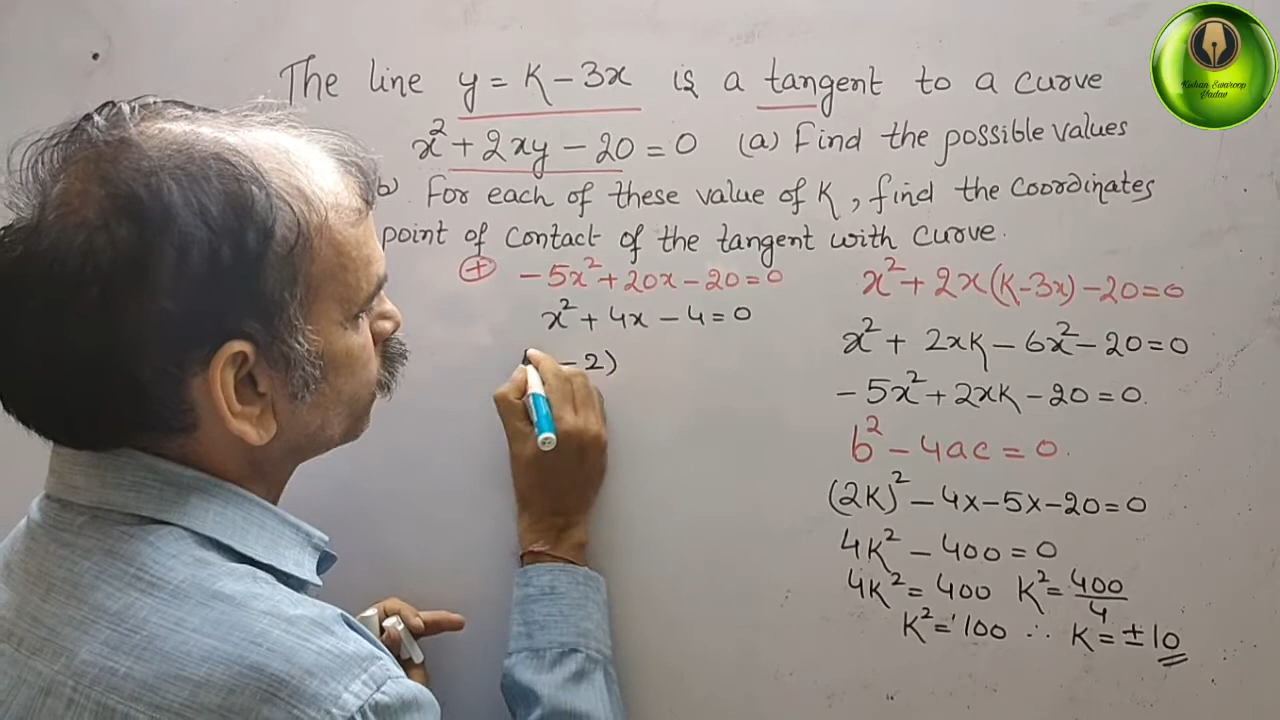 The line y = K - 3x is a tangent to a curve
x² + 2xy - 20 = 0 (a) Find the possible values
b) For each of these value of K, find the coordinates
point of contact of the tangent with curve.
(+) -5x² + 20x - 20 = 0
x² + 4x - 4 = 0
- 2)
x² + 2x(K-3x) - 20 = 0
x² + 2xK - 6x² - 20 = 0
-5x² + 2xK - 20 = 0.
b² - 4ac = 0.
(2K)² - 4x-5x-20 = 0
4K² - 400 = 0
4K² = 400 K² = 400/4
K² = 100 ∴ K = ±10
Kishan Swaroop
Yadav